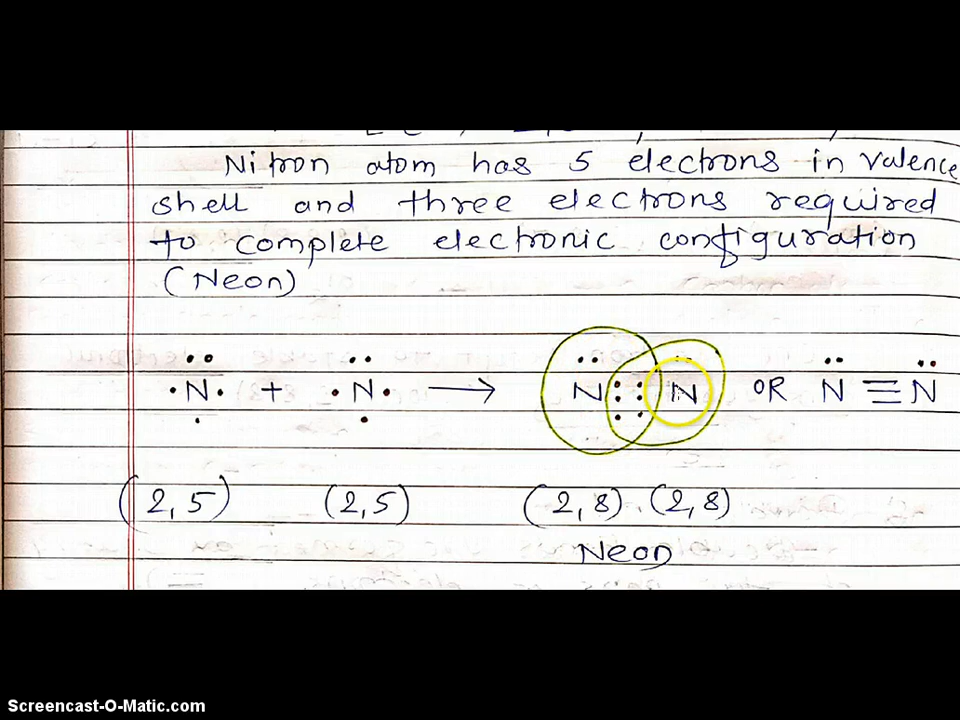 Nitron atom has 5 electrons in valence
shell and three electrons required
to complete electronic configuration
(Neon)
·N· + ·N· → N ⋮⋮ N OR N ≡ N
(2,5) (2,5) (2,8) (2,8)
Neon
Screencast-O-Matic.com